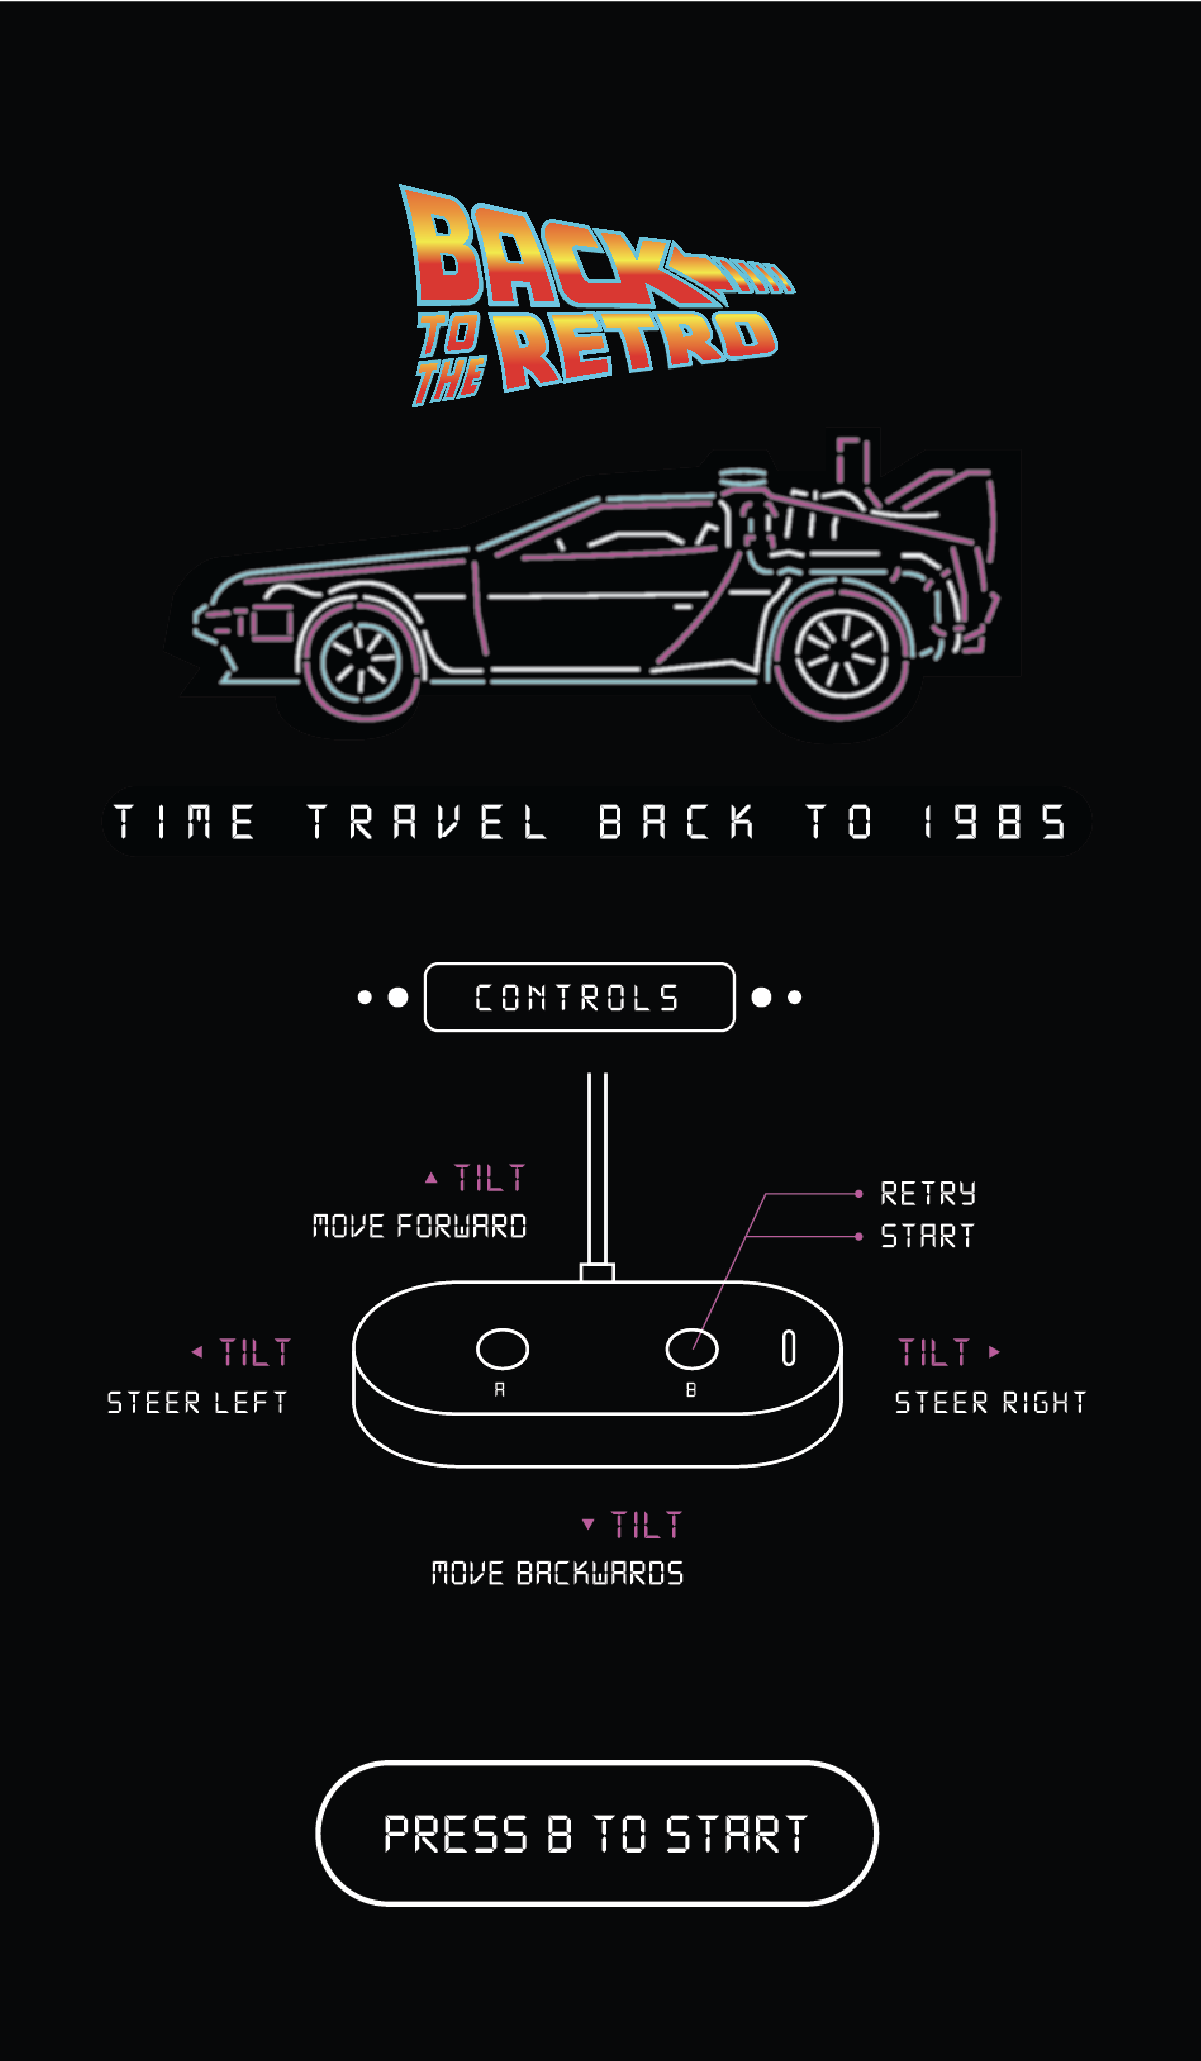 BACK
TO
THE
RETRO
TIME TRAVEL BACK TO 1985
CONTROLS
TILT
MOVE FORWARD
RETRY
START
TILT
STEER LEFT
A
B
TILT
STEER RIGHT
TILT
MOVE BACKWARDS
PRESS B TO START